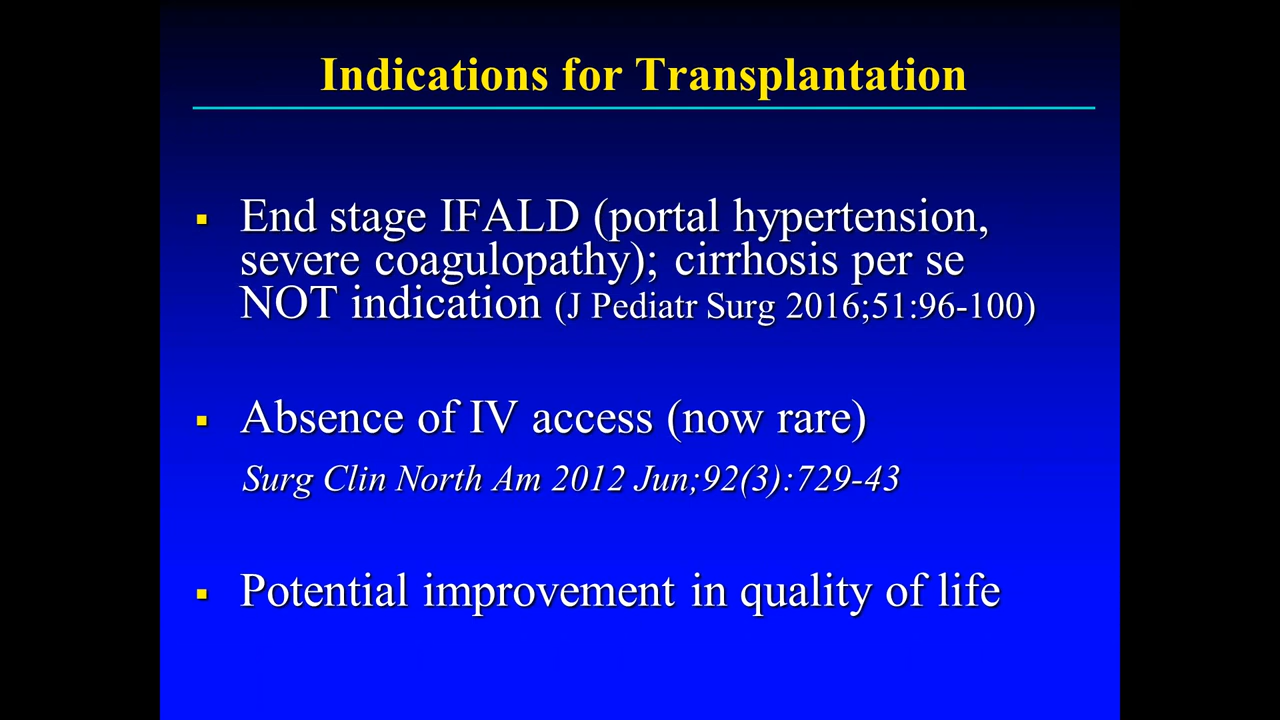 Indications for Transplantation
▪ End stage IFALD (portal hypertension,
severe coagulopathy); cirrhosis per se
NOT indication (J Pediatr Surg 2016;51:96-100)
▪ Absence of IV access (now rare)
Surg Clin North Am 2012 Jun;92(3):729-43
▪ Potential improvement in quality of life